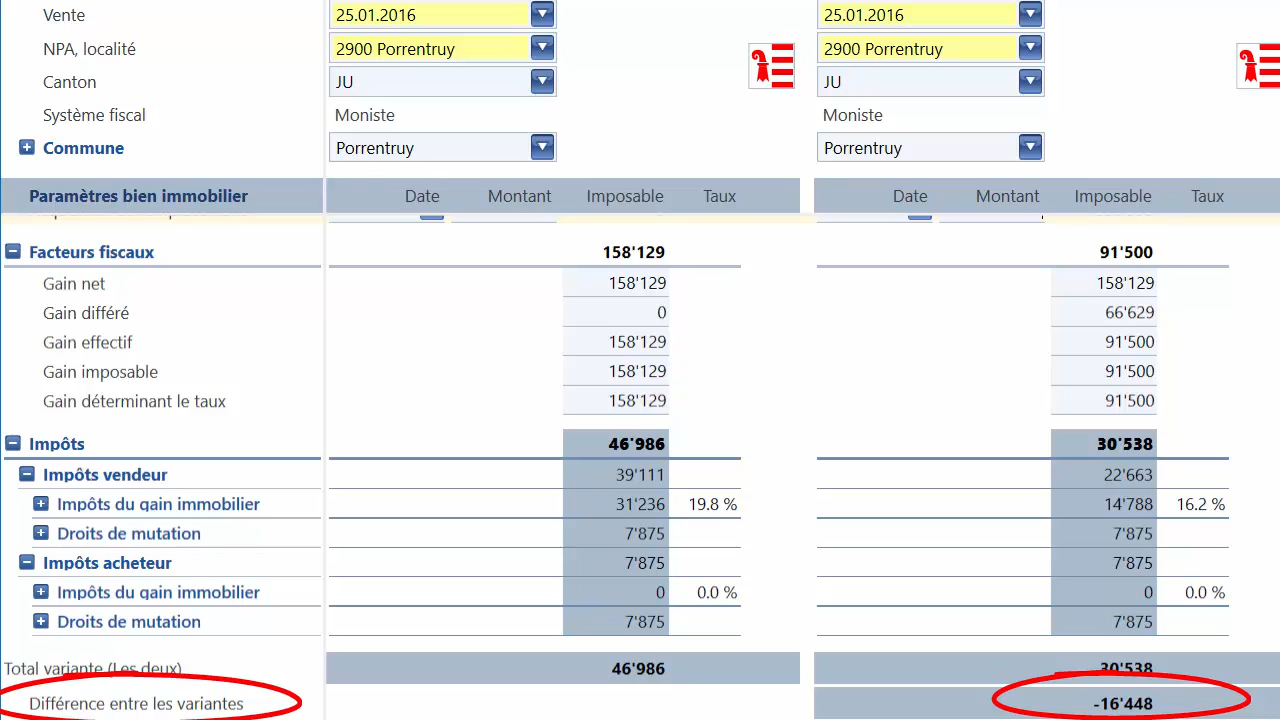 Vente 25.01.2016 25.01.2016
NPA, localité 2900 Porrentruy 2900 Porrentruy
Canton JU JU
Système fiscal Moniste Moniste
Commune Porrentruy Porrentruy
Paramètres bien immobilier Date Montant Imposable Taux Date Montant Imposable Taux
Facteurs fiscaux 158'129 91'500
Gain net 158'129 158'129
Gain différé 0 66'629
Gain effectif 158'129 91'500
Gain imposable 158'129 91'500
Gain déterminant le taux 158'129 91'500
Impôts 46'986 30'538
Impôts vendeur 39'111 22'663
Impôts du gain immobilier 31'236 19.8 % 14'788 16.2 %
Droits de mutation 7'875 7'875
Impôts acheteur 7'875 7'875
Impôts du gain immobilier 0 0.0 % 0 0.0 %
Droits de mutation 7'875 7'875
Total variante (Les deux) 46'986 30'538
Différence entre les variantes -16'448